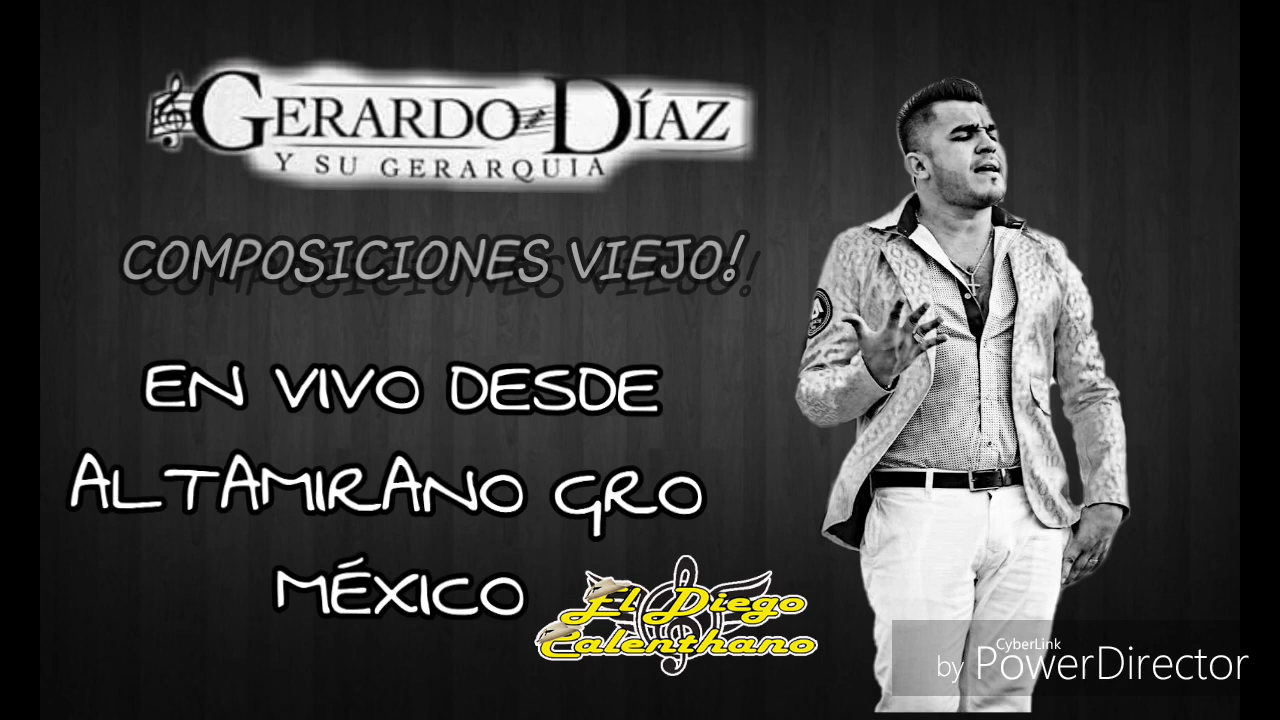 GERARDO DÍAZ
Y SU GERARQUIA
COMPOSICIONES VIEJO!
EN VIVO DESDE
ALTAMIRANO GRO
MÉXICO
El Diego
Calenthano
CyberLink
by PowerDirector